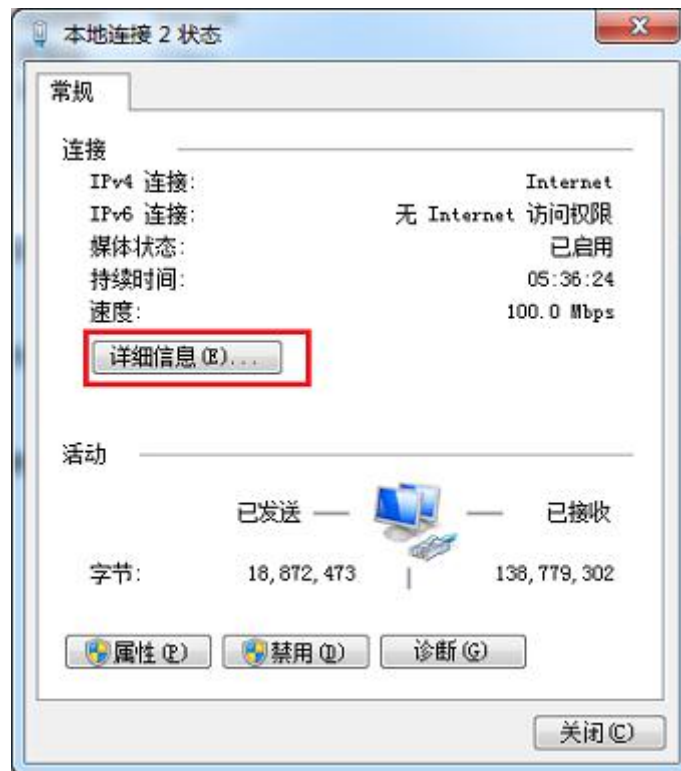 本地连接 2 状态
常规
连接
IPv4 连接: Internet
IPv6 连接: 无 Internet 访问权限
媒体状态: 已启用
持续时间: 05:36:24
速度: 100.0 Mbps
详细信息(E)...
活动
已发送 — — 已接收
字节: 18,872,473 | 138,779,302
属性(P) 禁用(D) 诊断(G)
关闭(C)